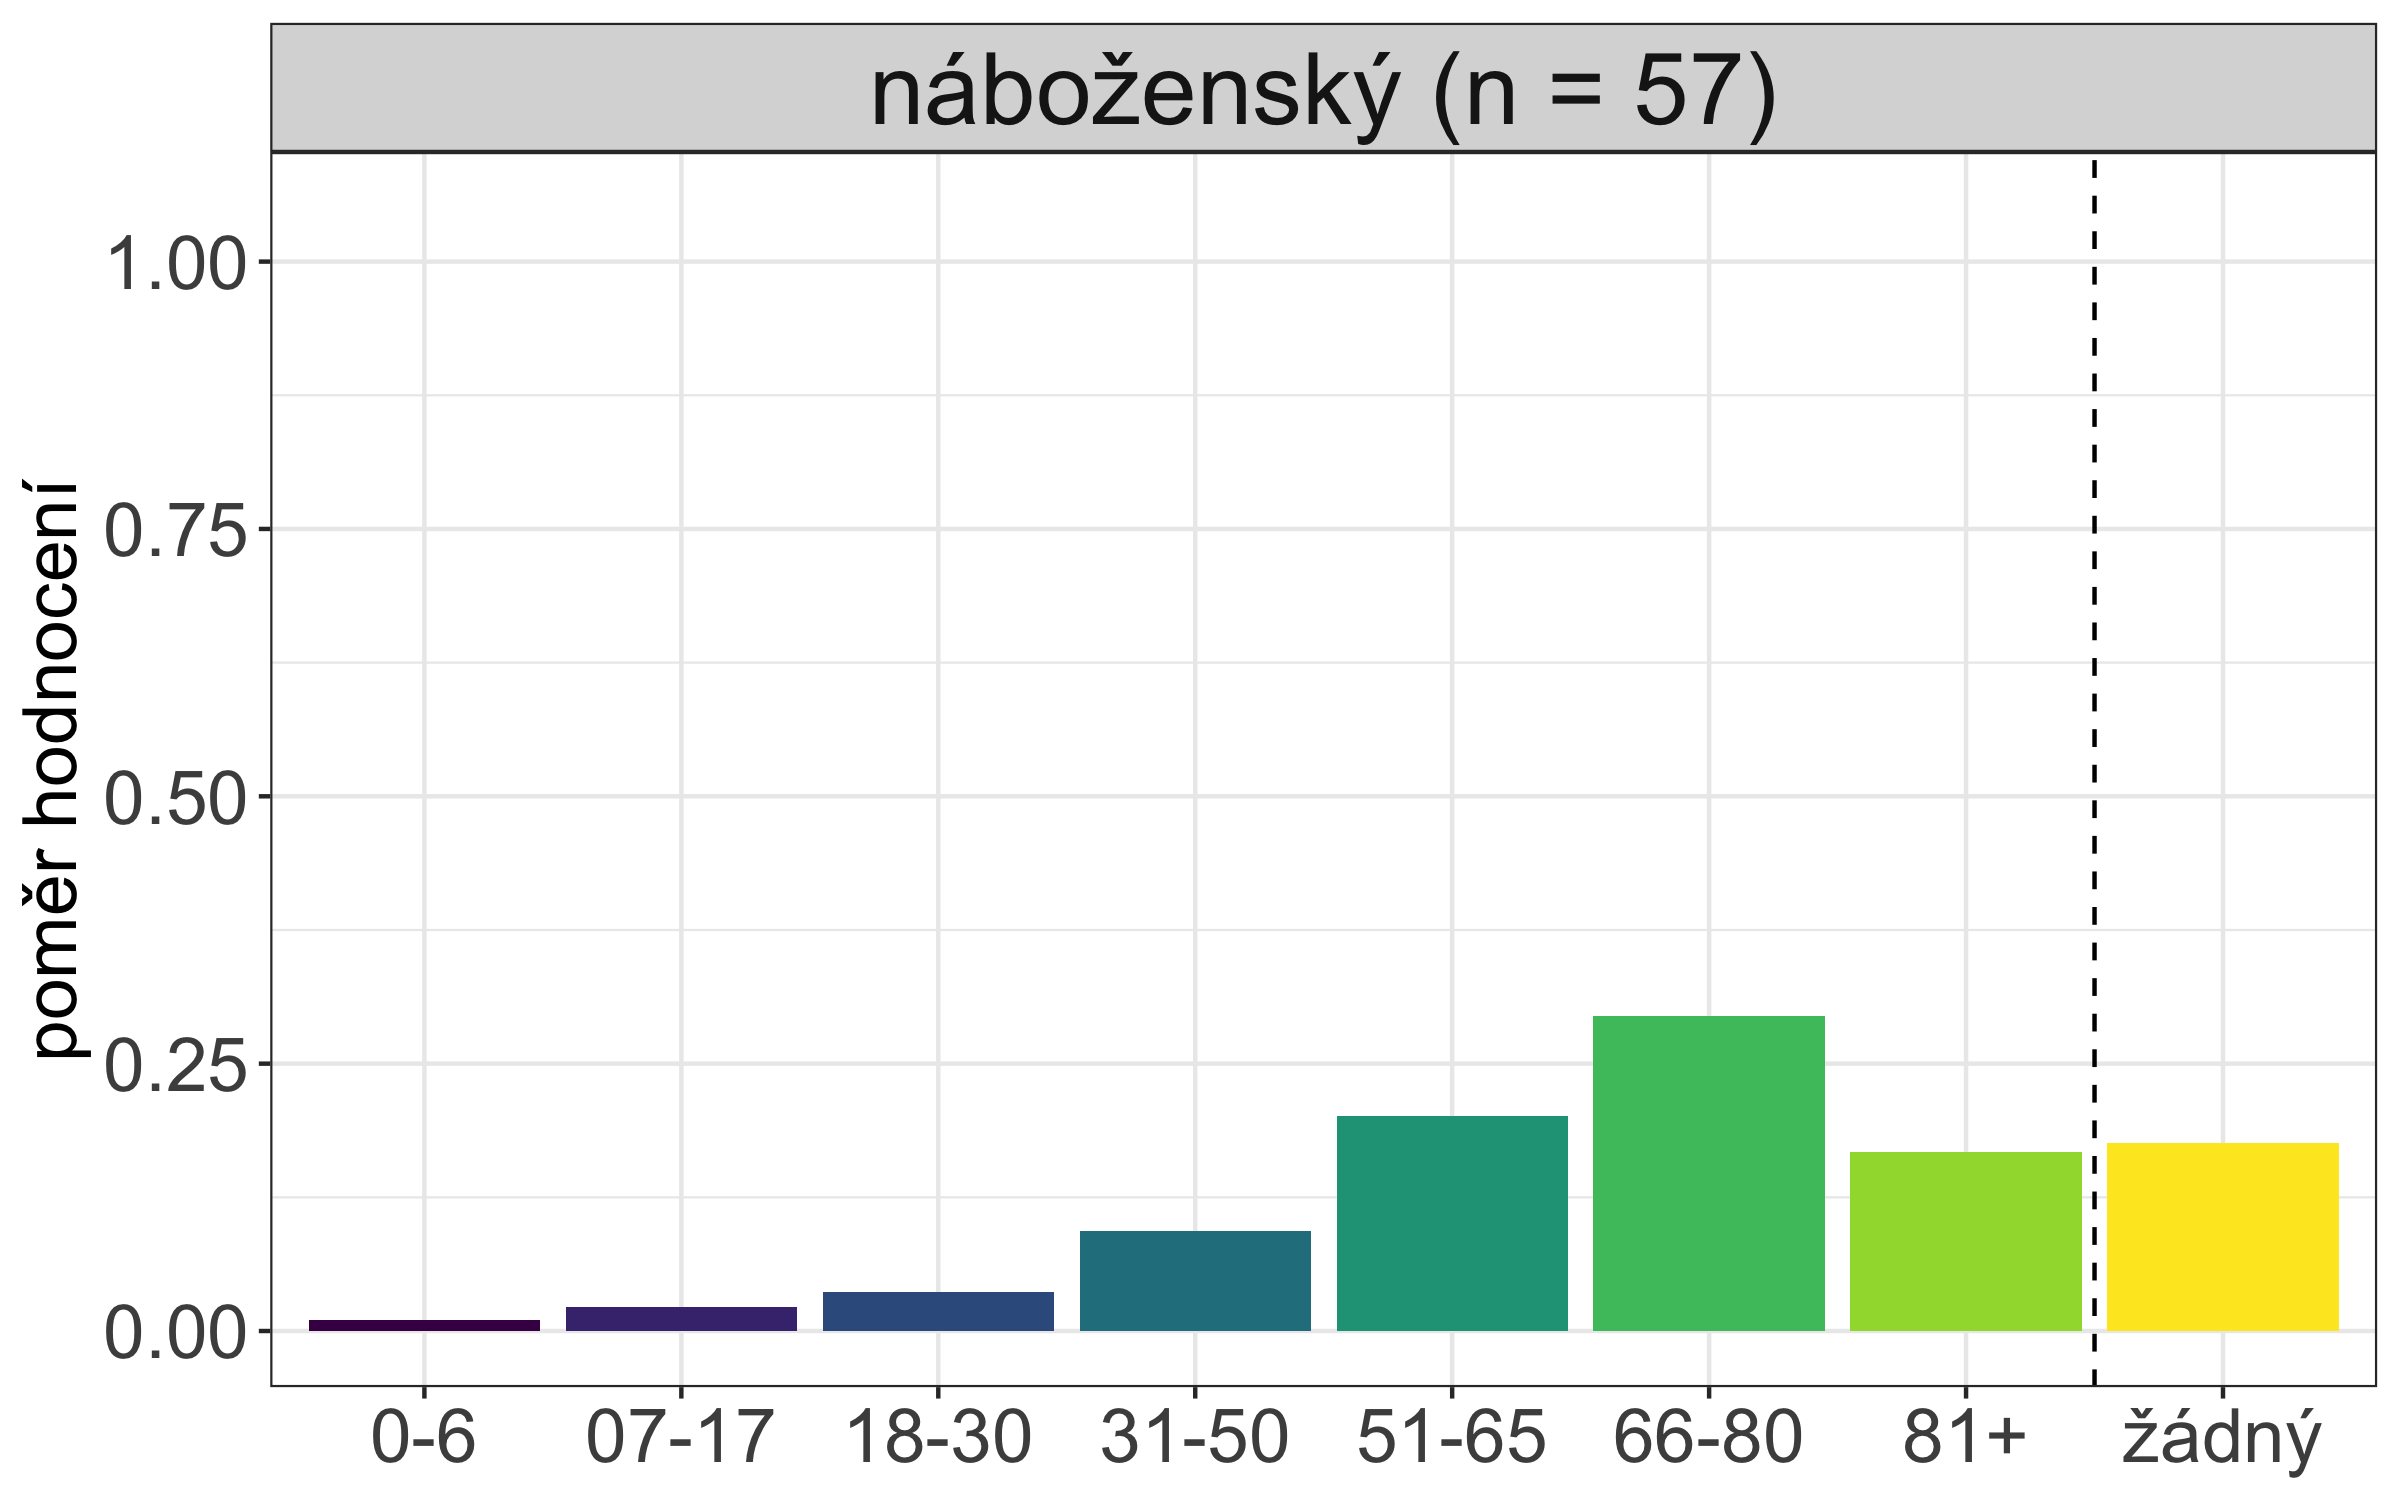 náboženský (n = 57)
poměr hodnocení
1.00
0.75
0.50
0.25
0.00
0-6 07-17 18-30 31-50 51-65 66-80 81+ žádný